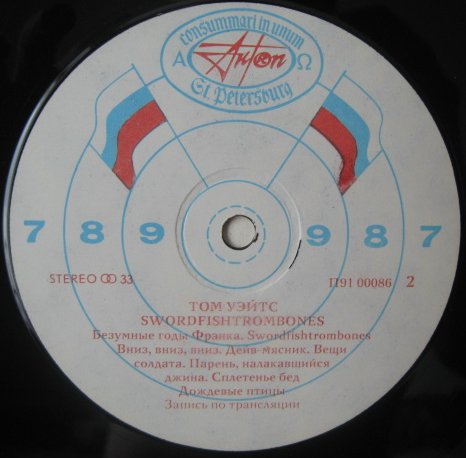 consummari in unum
А Антоп Ω
St. Petersburg
7 8 9 9 8 7
STEREO 33 П91 00086 2
ТОМ УЭЙТС
SWORDFISHTROMBONES
Безумные годы Франка. Swordfishtrombones
Вниз, вниз, вниз. Дейв-мясник. Вещи
солдата. Парень, налакавшийся
джина. Сплетенье бед
Дождевые птицы
Запись по трансляции